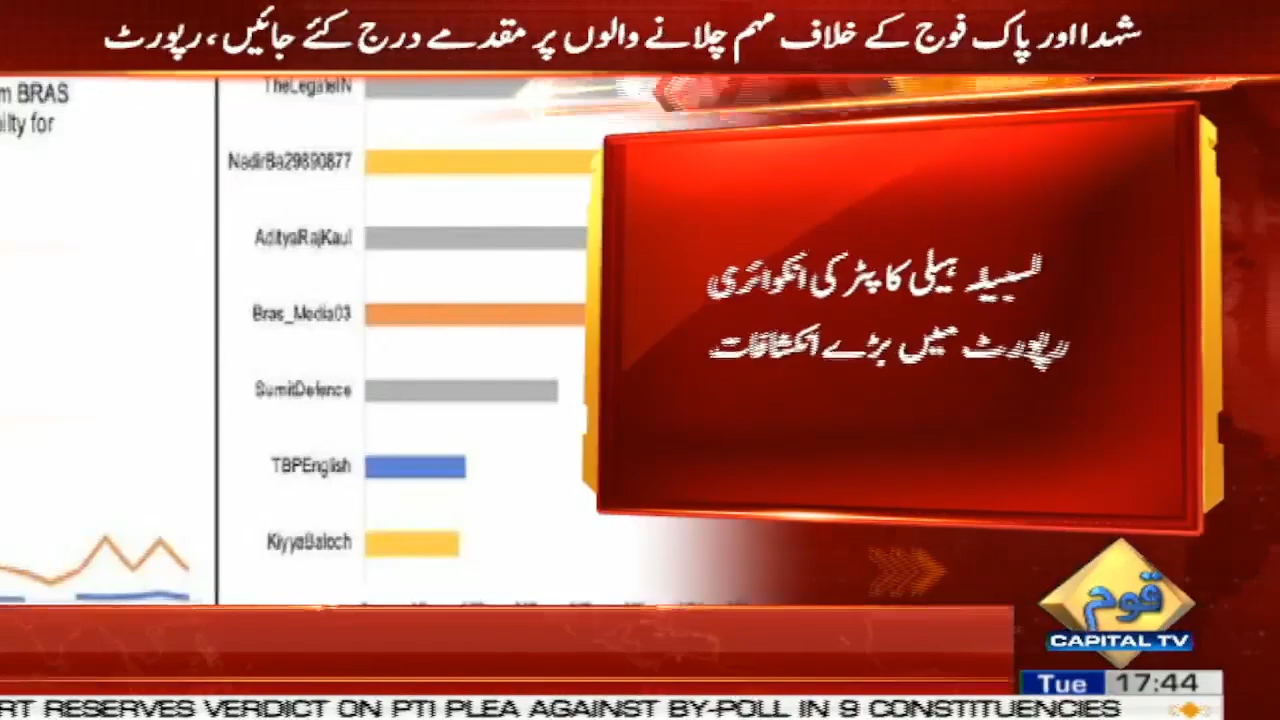 شہدا اور پاک فوج کے خلاف مہم چلانے والوں پر مقدمے درج کئے جائیں، رپورٹ
m BRAS
ilty for
TheLegateIN
NadirBa29890877
AdityaRajKaul
Bras_Media03
SumitDefence
TBPEnglish
KiyyaBaloch
لسبیلہ ہیلی کاپٹر کی انکوائری
رپورٹ میں بڑے انکشافات
قوم
CAPITAL TV
Tue 17:44
RT RESERVES VERDICT ON PTI PLEA AGAINST BY-POLL IN 9 CONSTITUENCIES